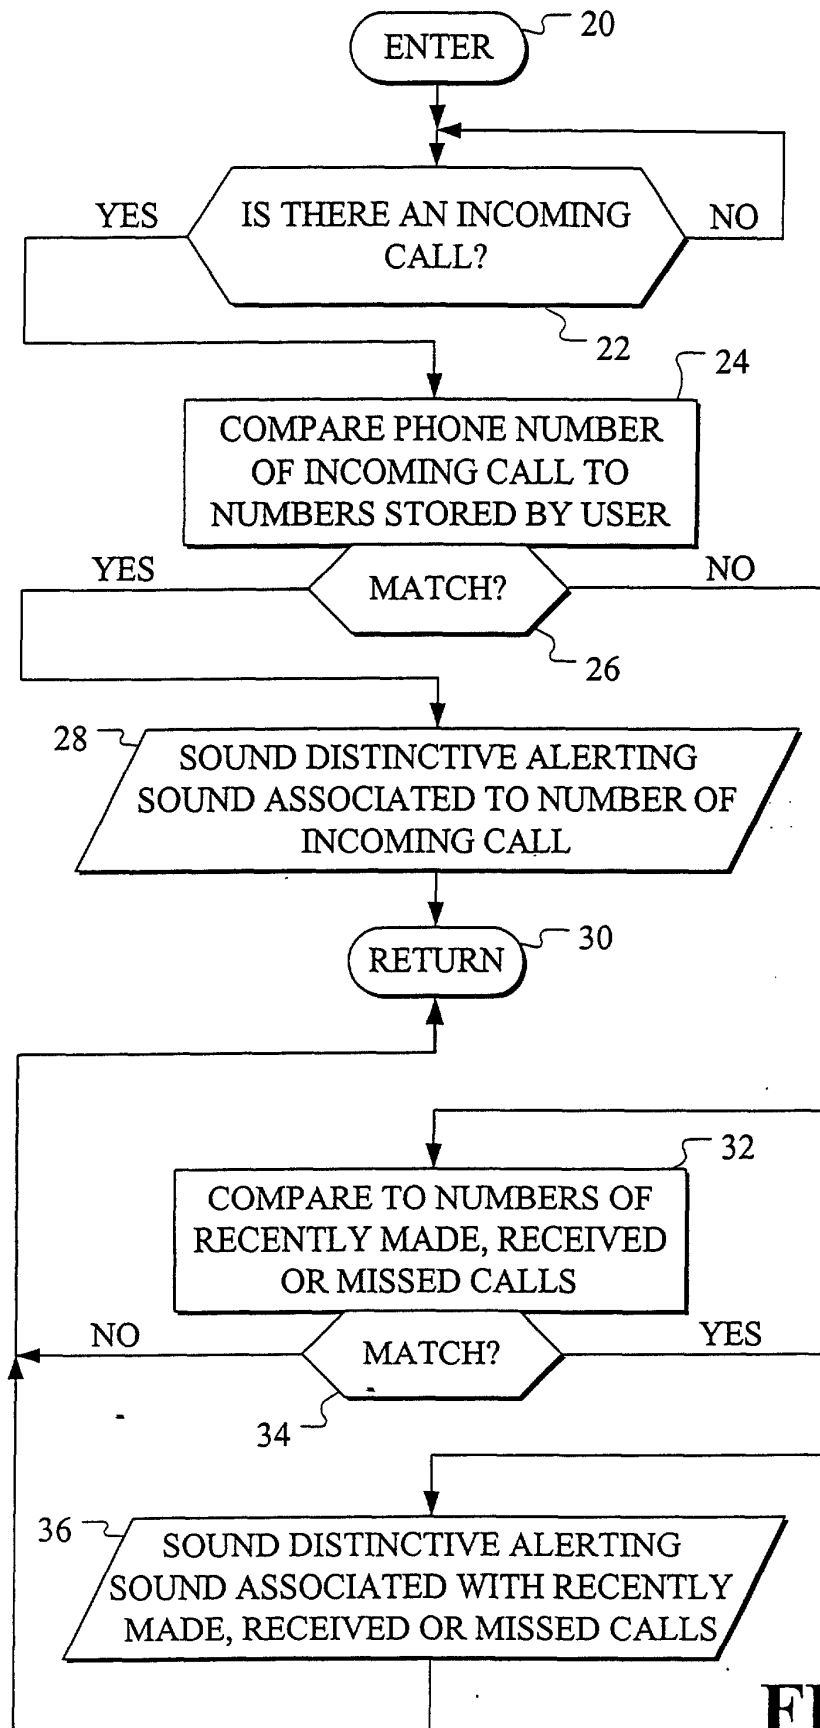 ENTER
20
IS THERE AN INCOMING
CALL?
YES
NO
22
24
COMPARE PHONE NUMBER
OF INCOMING CALL TO
NUMBERS STORED BY USER
YES
MATCH?
NO
26
28
SOUND DISTINCTIVE ALERTING
SOUND ASSOCIATED TO NUMBER OF
INCOMING CALL
RETURN
30
32
COMPARE TO NUMBERS OF
RECENTLY MADE, RECEIVED
OR MISSED CALLS
NO
MATCH?
YES
34
36
SOUND DISTINCTIVE ALERTING
SOUND ASSOCIATED WITH RECENTLY
MADE, RECEIVED OR MISSED CALLS